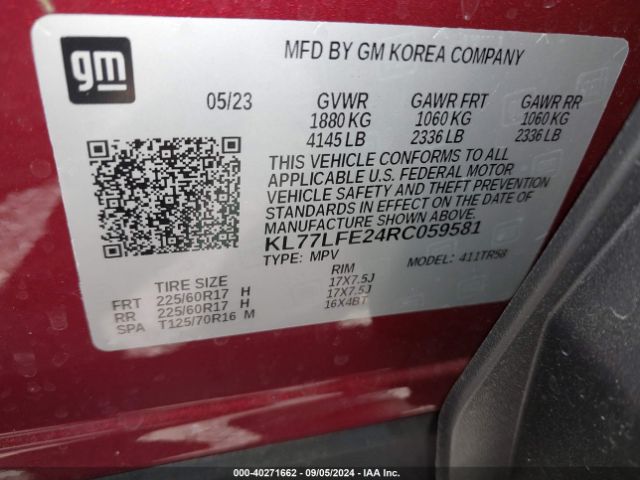 gm
MFD BY GM KOREA COMPANY
05/23 GVWR GAWR FRT GAWR RR
1880 KG 1060 KG 1060 KG
4145 LB 2336 LB 2336 LB
THIS VEHICLE CONFORMS TO ALL
APPLICABLE U.S. FEDERAL MOTOR
VEHICLE SAFETY AND THEFT PREVENTION
STANDARDS IN EFFECT ON THE DATE OF
MANUFACTURE SHOWN ABOVE.
KL77LFE24RC059581
TYPE: MPV MODEL: 411TR58
TIRE SIZE RIM
FRT 225/60R17 H 17X7.5J
RR 225/60R17 H 17X7.5J
SPA T125/70R16 M 16X4BT
000-40271662 - 09/05/2024 - IAA Inc.